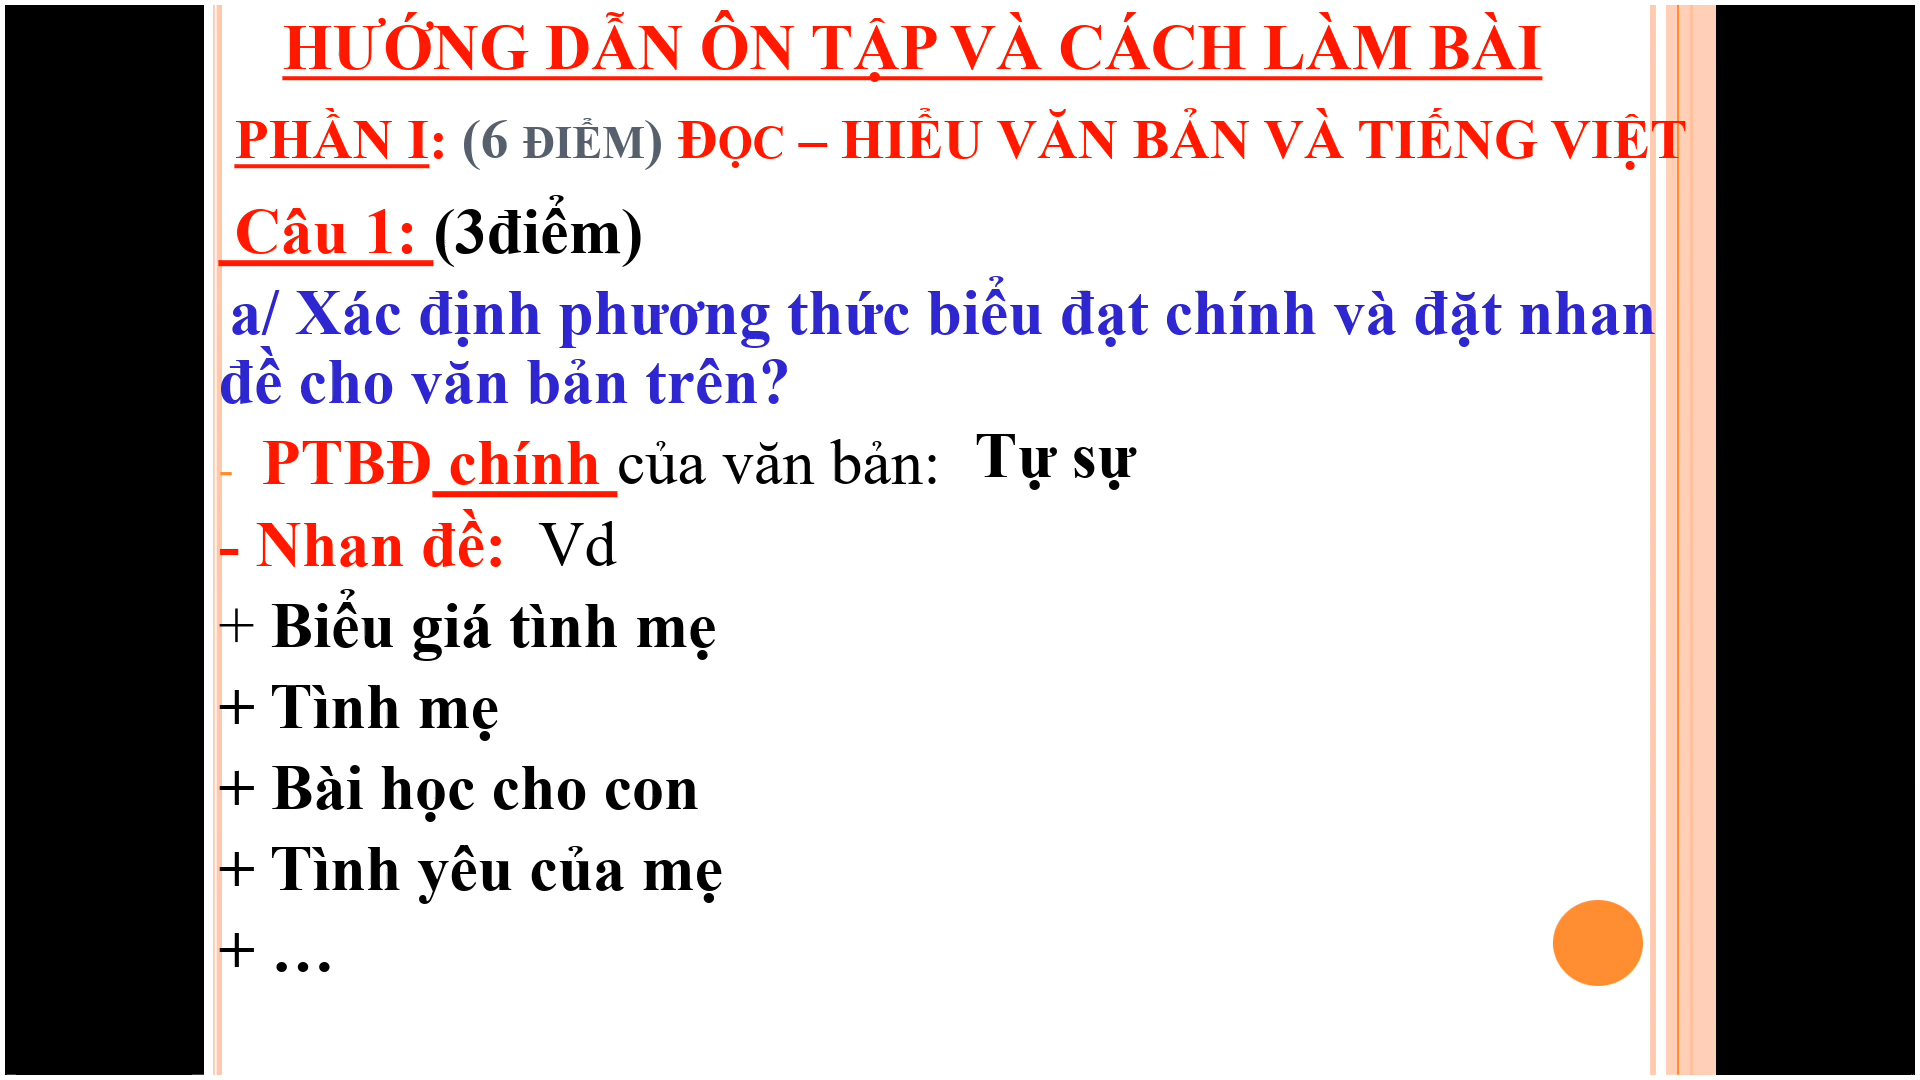 HƯỚNG DẪN ÔN TẬP VÀ CÁCH LÀM BÀI
PHẦN I: (6 ĐIỂM) ĐỌC – HIỂU VĂN BẢN VÀ TIẾNG VIỆT
Câu 1: (3điểm)
a/ Xác định phương thức biểu đạt chính và đặt nhan
đề cho văn bản trên?
- PTBĐ chính của văn bản: Tự sự
- Nhan đề: Vd
+ Biểu giá tình mẹ
+ Tình mẹ
+ Bài học cho con
+ Tình yêu của mẹ
+ …